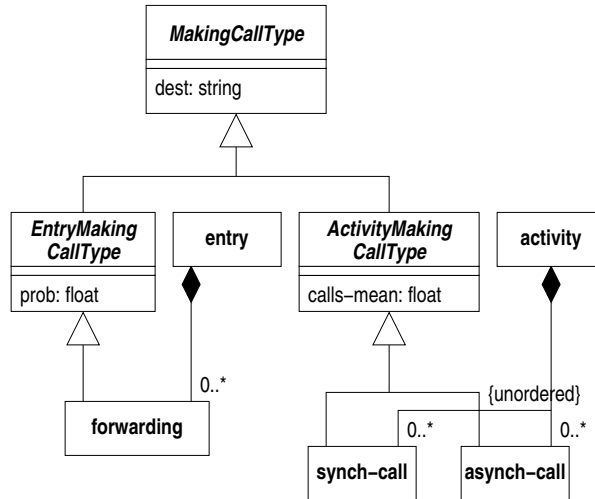 MakingCallType
dest: string
EntryMaking
CallType
prob: float
entry
ActivityMaking
CallType
calls−mean: float
activity
0..*
{unordered}
forwarding
0..*
0..*
synch−call
asynch−call